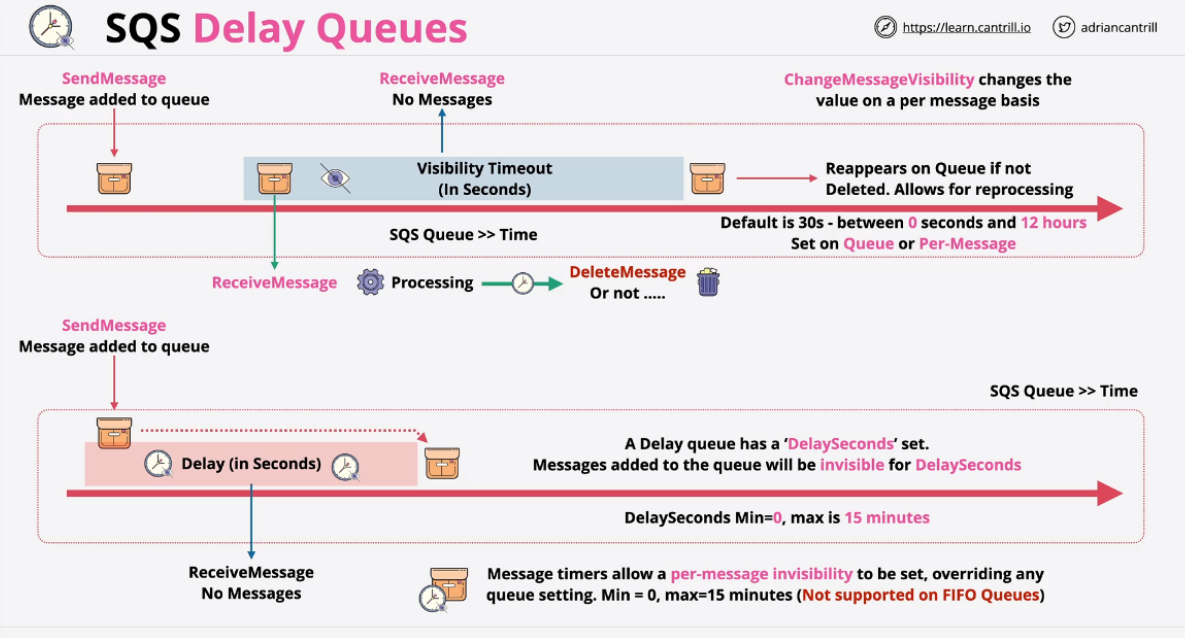 SQS Delay Queues
https://learn.cantrill.io
adriancantrill
SendMessage
Message added to queue
ReceiveMessage
No Messages
ChangeMessageVisibility changes the
value on a per message basis
Visibility Timeout
(In Seconds)
Reappears on Queue if not
Deleted. Allows for reprocessing
SQS Queue >> Time
Default is 30s - between 0 seconds and 12 hours
Set on Queue or Per-Message
ReceiveMessage
Processing
DeleteMessage
Or not .....
SendMessage
Message added to queue
SQS Queue >> Time
Delay (in Seconds)
A Delay queue has a ‘DelaySeconds’ set.
Messages added to the queue will be invisible for DelaySeconds
DelaySeconds Min=0, max is 15 minutes
ReceiveMessage
No Messages
Message timers allow a per-message invisibility to be set, overriding any
queue setting. Min = 0, max=15 minutes (Not supported on FIFO Queues)